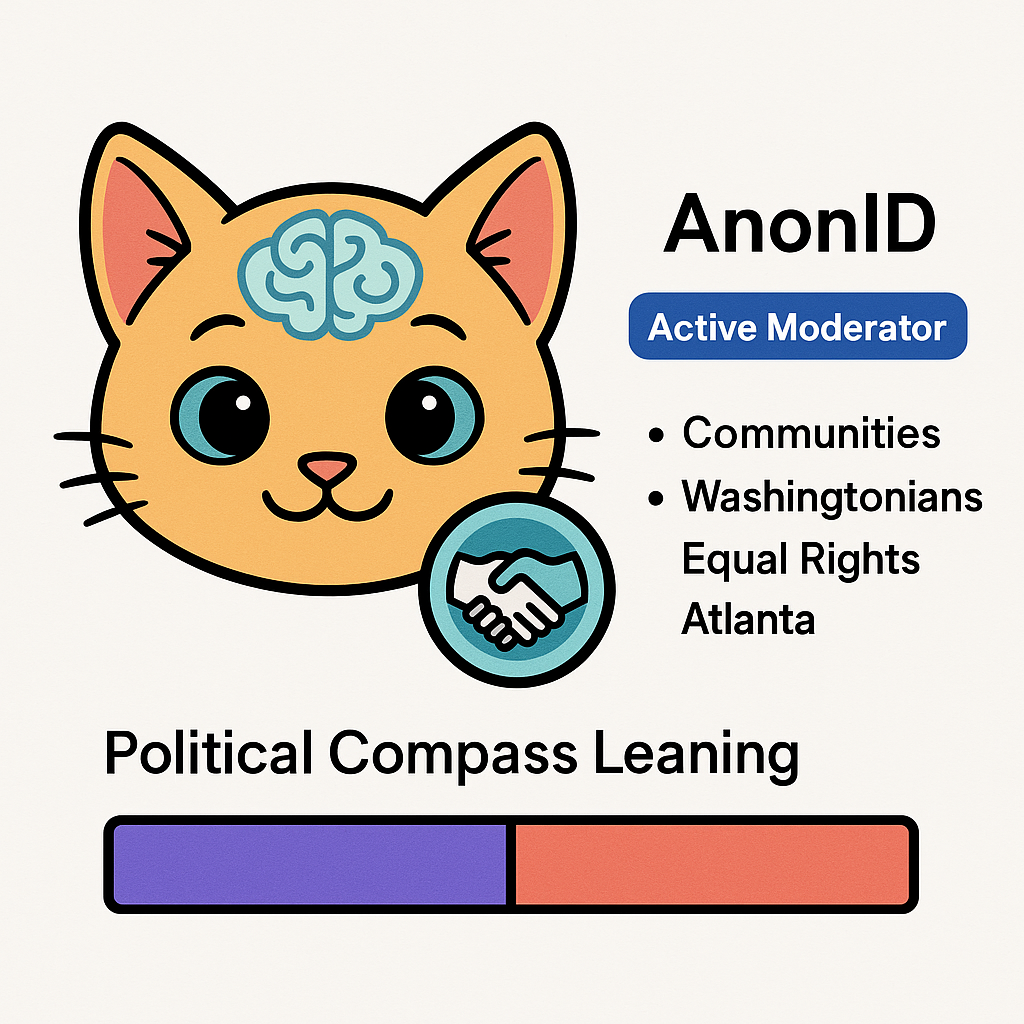 AnonID
Active Moderator
• Communities
• Washingtonians
Equal Rights
Atlanta
Political Compass Leaning